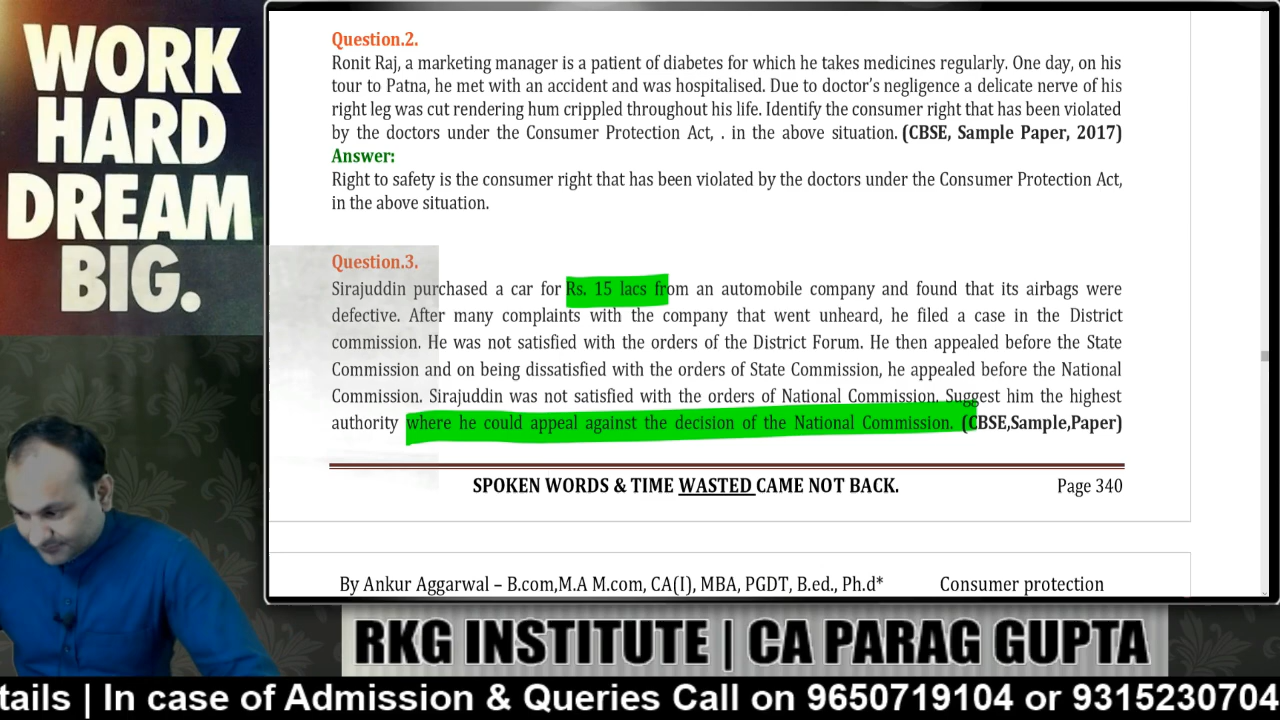 WORK
HARD
DREAM
BIG.
Question.2.
Ronit Raj, a marketing manager is a patient of diabetes for which he takes medicines regularly. One day, on his
tour to Patna, he met with an accident and was hospitalised. Due to doctor's negligence a delicate nerve of his
right leg was cut rendering hum crippled throughout his life. Identify the consumer right that has been violated
by the doctors under the Consumer Protection Act, . in the above situation. (CBSE, Sample Paper, 2017)
Answer:
Right to safety is the consumer right that has been violated by the doctors under the Consumer Protection Act,
in the above situation.
Question.3.
Sirajuddin purchased a car for Rs. 15 lacs from an automobile company and found that its airbags were
defective. After many complaints with the company that went unheard, he filed a case in the District
commission. He was not satisfied with the orders of the District Forum. He then appealed before the State
Commission and on being dissatisfied with the orders of State Commission, he appealed before the National
Commission. Sirajuddin was not satisfied with the orders of National Commission. Suggest him the highest
authority where he could appeal against the decision of the National Commission. (CBSE,Sample,Paper)
SPOKEN WORDS & TIME WASTED CAME NOT BACK. Page 340
By Ankur Aggarwal – B.com,M.A M.com, CA(I), MBA, PGDT, B.ed., Ph.d* Consumer protection
RKG INSTITUTE | CA PARAG GUPTA
tails | In case of Admission & Queries Call on 9650719104 or 9315230704